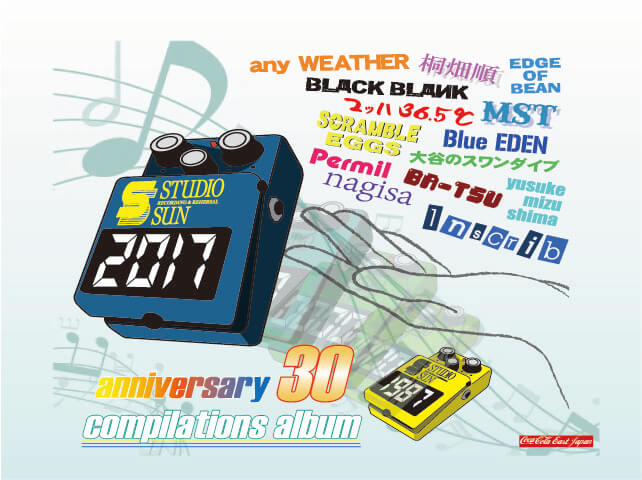 any WEATHER
桐畑順
EDGE
OF
BEAN
BLACK BLANK
マッハ36.5℃
MST
SCRAMBLE
EGGS
Blue EDEN
大谷のスワンダイブ
Permil
nagisa
BA-TSU
yusuke
mizu
shima
Inscrib
S STUDIO
RECORDING & REHERSAL
SUN
2017
anniversary 30
compilations album
S STUDIO
SUN
1987
Coca-Cola East Japan